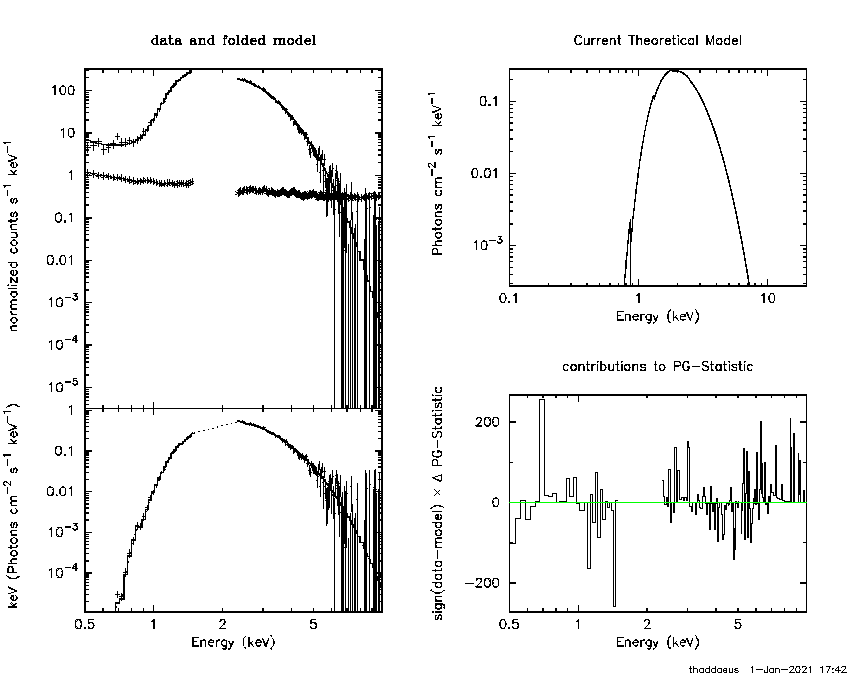 data and folded model
normalized counts s⁻¹ keV⁻¹
100
10
1
0.1
0.01
10⁻³
10⁻⁴
10⁻⁵
keV (Photons cm⁻² s⁻¹ keV⁻¹)
1
0.1
0.01
10⁻³
10⁻⁴
0.5 1 2 5
Energy (keV)
Current Theoretical Model
Photons cm⁻² s⁻¹ keV⁻¹
0.1
0.01
10⁻³
0.1 1 10
Energy (keV)
contributions to PG−Statistic
sign(data−model) × Δ PG−Statistic
200
0
−200
0.5 1 2 5
Energy (keV)
thaddaeus 1−Jan−2021 17:42